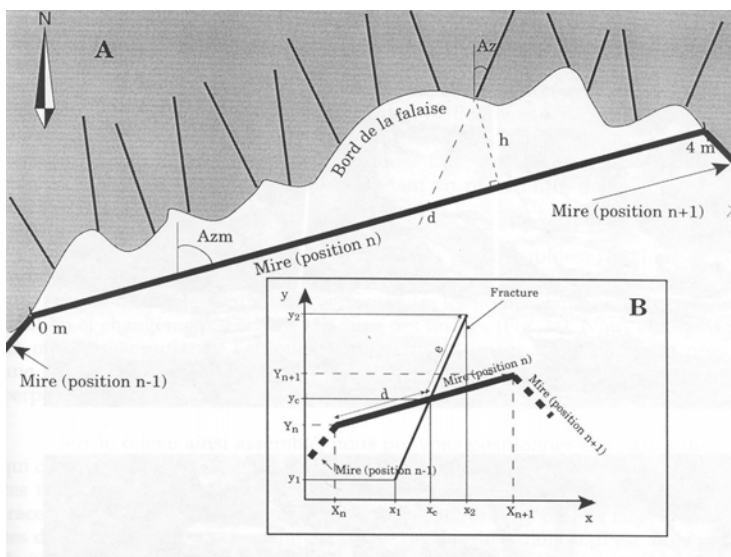 N
A
Az
Bord de la falaise
h
4 m
d
Mire (position n+1)
Azm
Mire (position n)
0 m
Mire (position n-1)
B
y
Fracture
y2
e
Mire (position n)
Yn+1
d
yc
Yn
Mire (position n+1)
Mire (position n-1)
y1
Xn
x1
xc
x2
Xn+1
x